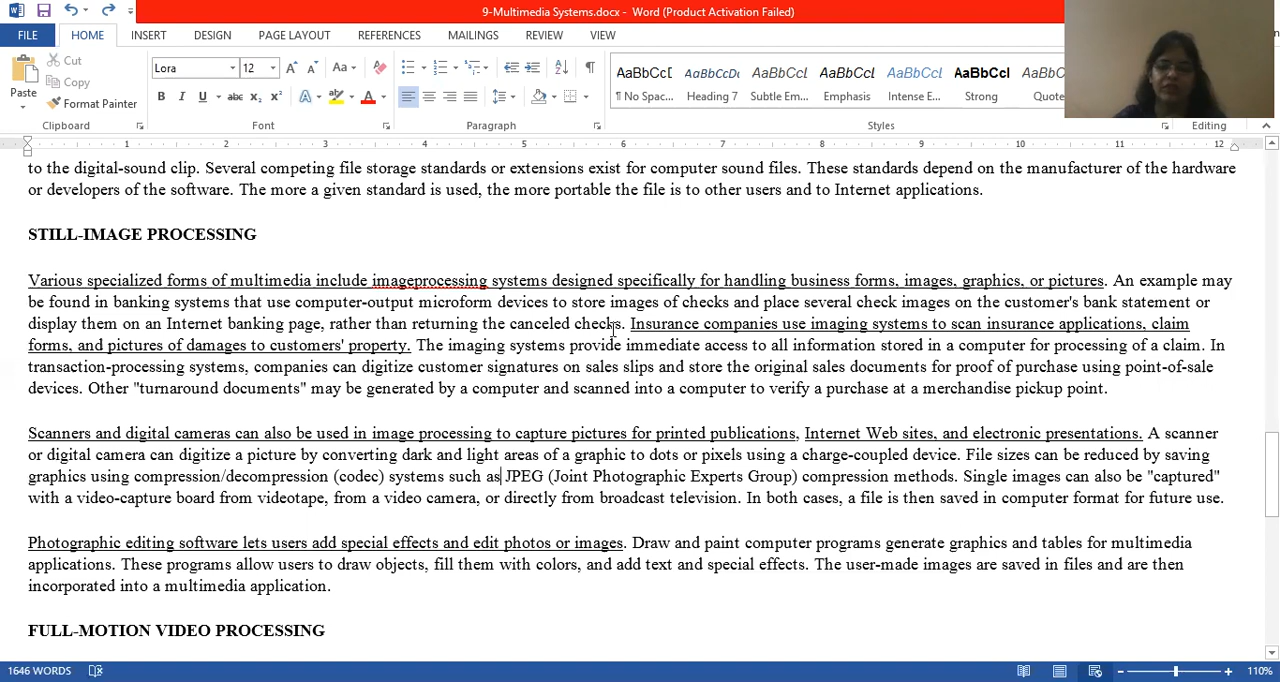 9-Multimedia Systems.docx - Word (Product Activation Failed)
FILE HOME INSERT DESIGN PAGE LAYOUT REFERENCES MAILINGS REVIEW VIEW
Paste
Cut
Copy
Format Painter
Clipboard
Lora 12
Font
Paragraph
AaBbCcD AaBbCcDc AaBbCcL AaBbCcL AaBbCcL AaBbCcl AaBbCcL
¶ No Spac... Heading 7 Subtle Em... Emphasis Intense E... Strong Quote
Styles
Editing
1 2 3 4 5 6 7 8 9 10 11 12
to the digital-sound clip. Several competing file storage standards or extensions exist for computer sound files. These standards depend on the manufacturer of the hardware
or developers of the software. The more a given standard is used, the more portable the file is to other users and to Internet applications.
STILL-IMAGE PROCESSING
Various specialized forms of multimedia include imageprocessing systems designed specifically for handling business forms, images, graphics, or pictures. An example may
be found in banking systems that use computer-output microform devices to store images of checks and place several check images on the customer's bank statement or
display them on an Internet banking page, rather than returning the canceled checks. Insurance companies use imaging systems to scan insurance applications, claim
forms, and pictures of damages to customers' property. The imaging systems provide immediate access to all information stored in a computer for processing of a claim. In
transaction-processing systems, companies can digitize customer signatures on sales slips and store the original sales documents for proof of purchase using point-of-sale
devices. Other "turnaround documents" may be generated by a computer and scanned into a computer to verify a purchase at a merchandise pickup point.
Scanners and digital cameras can also be used in image processing to capture pictures for printed publications, Internet Web sites, and electronic presentations. A scanner
or digital camera can digitize a picture by converting dark and light areas of a graphic to dots or pixels using a charge-coupled device. File sizes can be reduced by saving
graphics using compression/decompression (codec) systems such as JPEG (Joint Photographic Experts Group) compression methods. Single images can also be "captured"
with a video-capture board from videotape, from a video camera, or directly from broadcast television. In both cases, a file is then saved in computer format for future use.
Photographic editing software lets users add special effects and edit photos or images. Draw and paint computer programs generate graphics and tables for multimedia
applications. These programs allow users to draw objects, fill them with colors, and add text and special effects. The user-made images are saved in files and are then
incorporated into a multimedia application.
FULL-MOTION VIDEO PROCESSING
1646 WORDS
110%